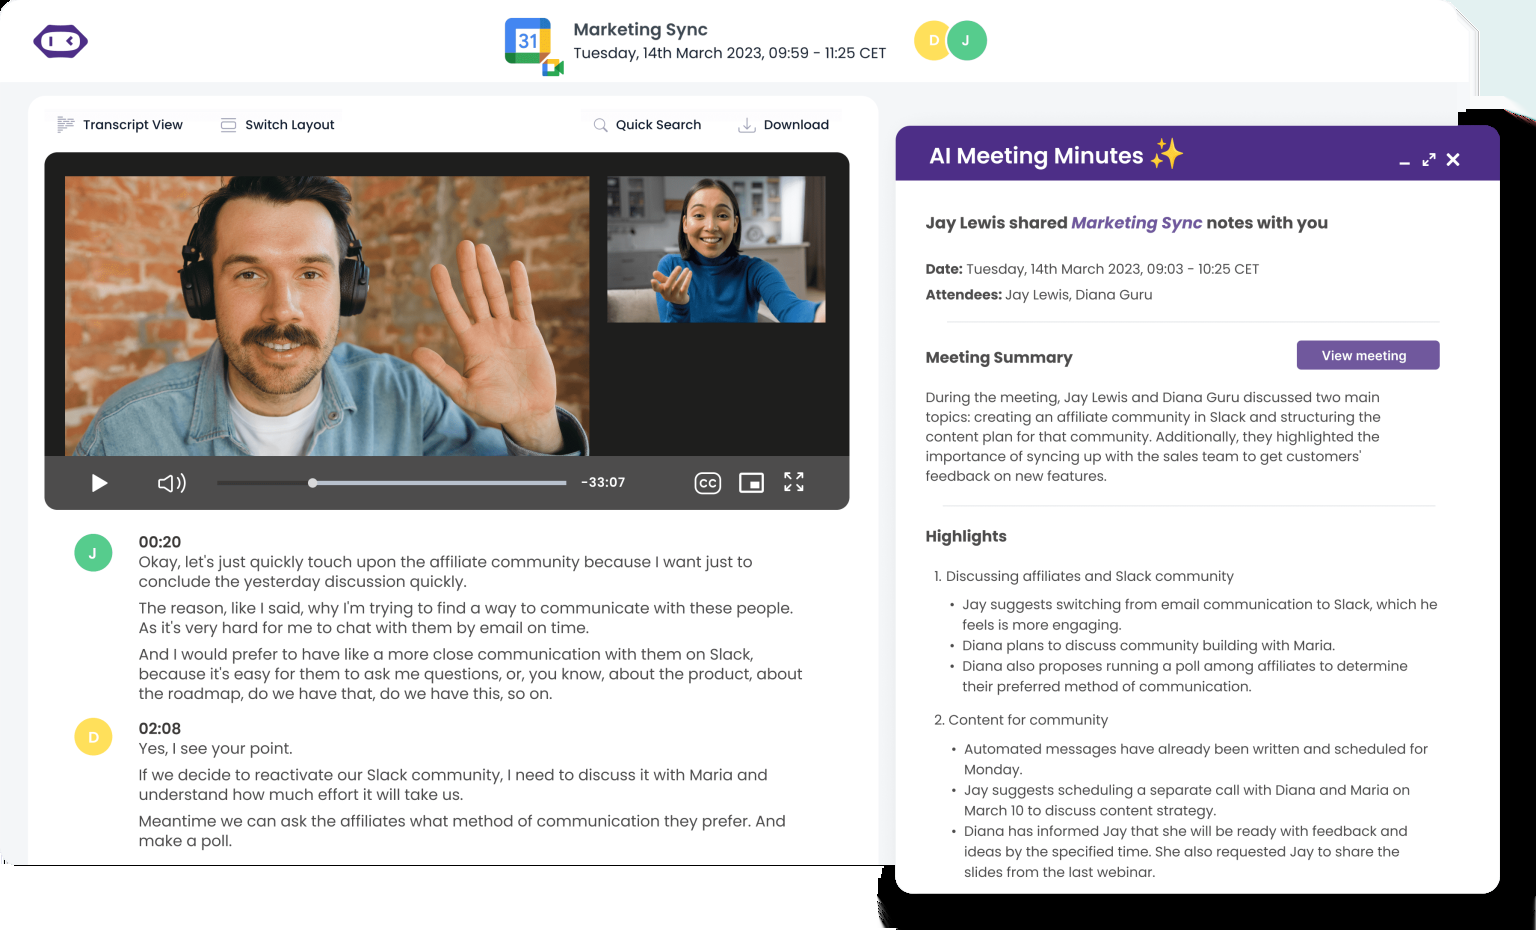 31
Marketing Sync
Tuesday, 14th March 2023, 09:59 - 11:25 CET
D
J
Transcript View
Switch Layout
Quick Search
Download
-33:07
CC
J
00:20
Okay, let's just quickly touch upon the affiliate community because I want just to
conclude the yesterday discussion quickly.
The reason, like I said, why I'm trying to find a way to communicate with these people.
As it's very hard for me to chat with them by email on time.
And I would prefer to have like a more close communication with them on Slack,
because it's easy for them to ask me questions, or, you know, about the product, about
the roadmap, do we have that, do we have this, so on.
D
02:08
Yes, I see your point.
If we decide to reactivate our Slack community, I need to discuss it with Maria and
understand how much effort it will take us.
Meantime we can ask the affiliates what method of communication they prefer. And
make a poll.
AI Meeting Minutes
Jay Lewis shared Marketing Sync notes with you
Date: Tuesday, 14th March 2023, 09:03 - 10:25 CET
Attendees: Jay Lewis, Diana Guru
Meeting Summary
View meeting
During the meeting, Jay Lewis and Diana Guru discussed two main
topics: creating an affiliate community in Slack and structuring the
content plan for that community. Additionally, they highlighted the
importance of syncing up with the sales team to get customers'
feedback on new features.
Highlights
1. Discussing affiliates and Slack community
• Jay suggests switching from email communication to Slack, which he
feels is more engaging.
• Diana plans to discuss community building with Maria.
• Diana also proposes running a poll among affiliates to determine
their preferred method of communication.
2. Content for community
• Automated messages have already been written and scheduled for
Monday.
• Jay suggests scheduling a separate call with Diana and Maria on
March 10 to discuss content strategy.
• Diana has informed Jay that she will be ready with feedback and
ideas by the specified time. She also requested Jay to share the
slides from the last webinar.